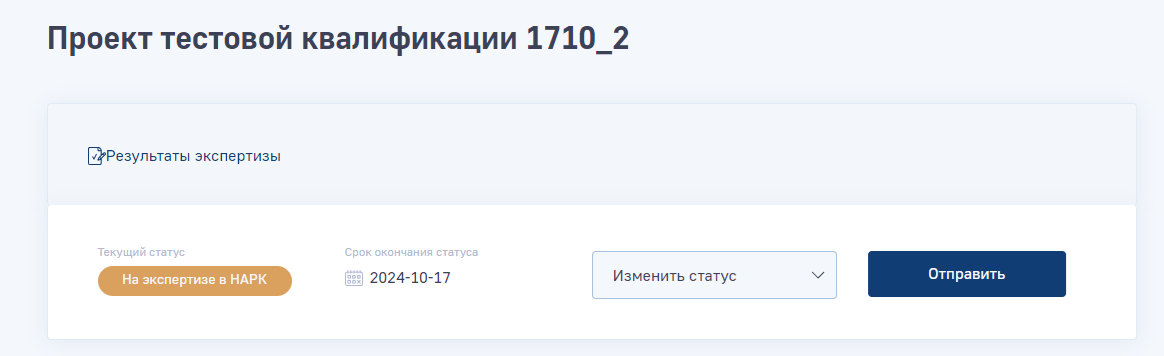 Проект тестовой квалификации 1710_2
Результаты экспертизы
Текущий статус
Срок окончания статуса
На экспертизе в НАРК
2024-10-17
Изменить статус
Отправить